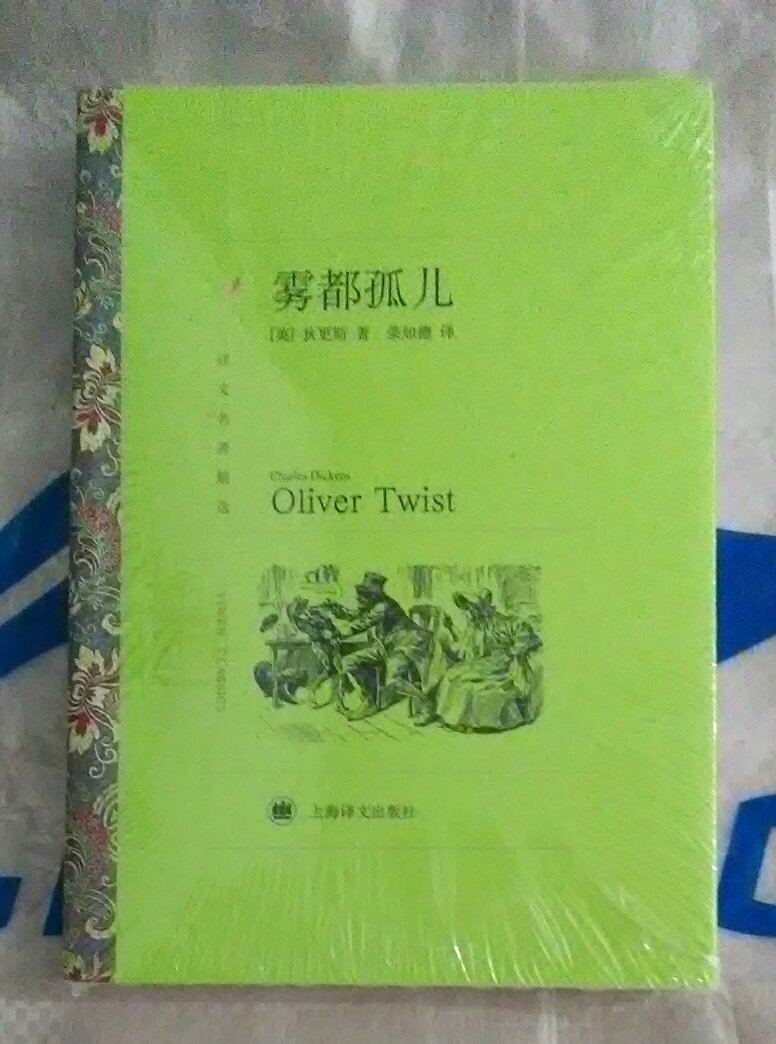 雾都孤儿
[英] 狄更斯 著 荣如德 译
译文名著精选
Charles Dickens
Oliver Twist
YIWEN CLASSICS
上海译文出版社